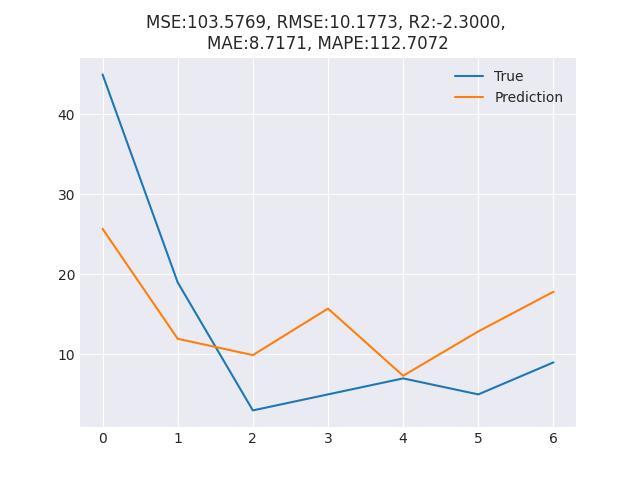 MSE:103.5769, RMSE:10.1773, R2:-2.3000,
MAE:8.7171, MAPE:112.7072
True
Prediction
40
30
20
10
0 1 2 3 4 5 6